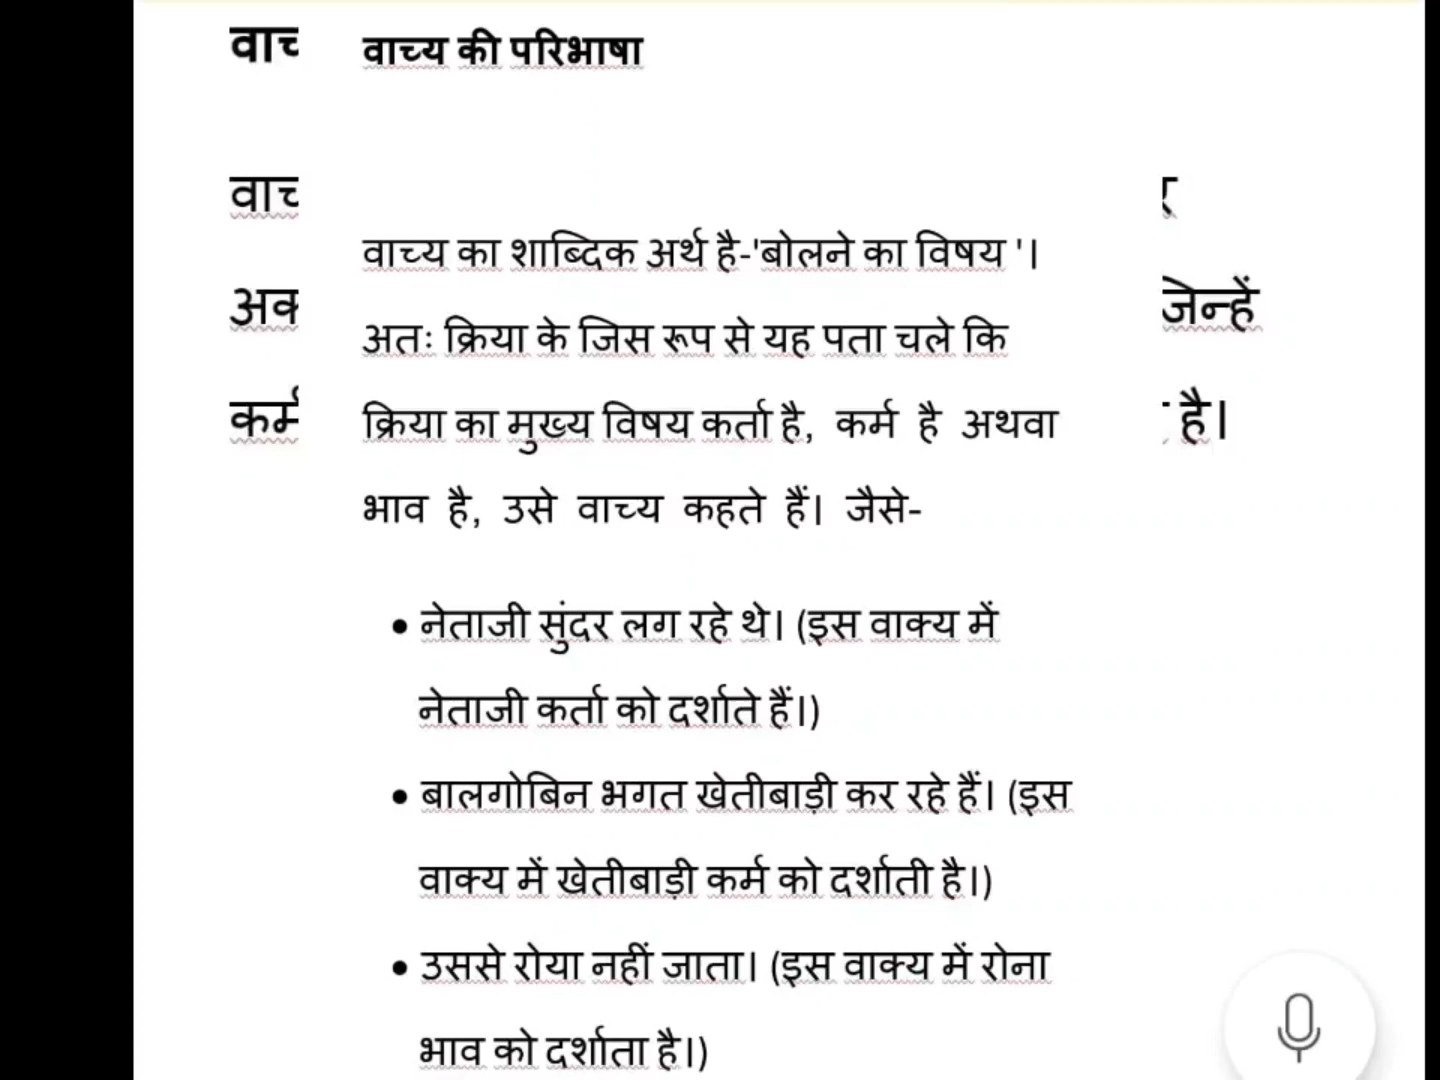 वाच्य की परिभाषा
वाच्य का शाब्दिक अर्थ है-'बोलने का विषय '।
अतः क्रिया के जिस रूप से यह पता चले कि
जिन्हें
क्रिया का मुख्य विषय कर्ता है, कर्म है अथवा
है।
भाव है, उसे वाच्य कहते हैं। जैसे-
• नेताजी सुंदर लग रहे थे। (इस वाक्य में
नेताजी कर्ता को दर्शाते हैं।)
• बालगोबिन भगत खेतीबाड़ी कर रहे हैं। (इस
वाक्य में खेतीबाड़ी कर्म को दर्शाती है।)
• उससे रोया नहीं जाता। (इस वाक्य में रोना
भाव को दर्शाता है।)